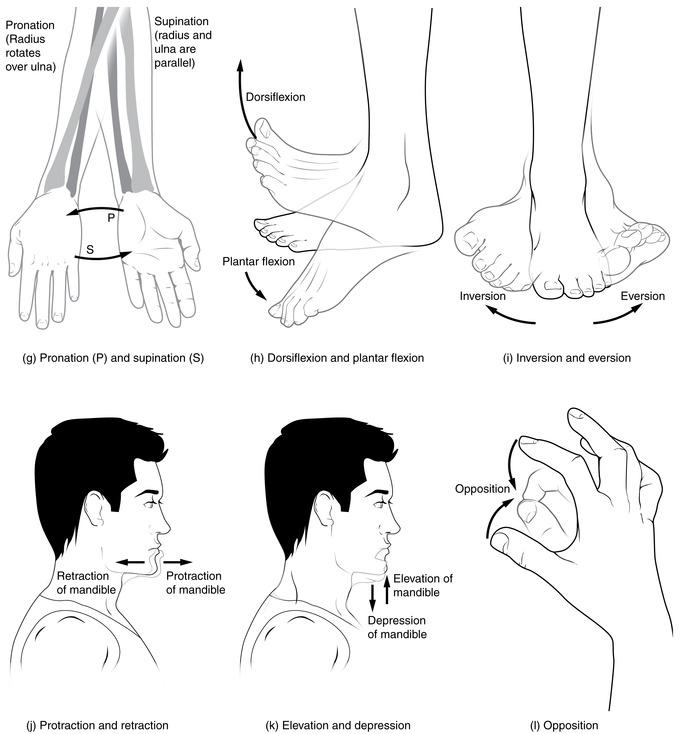 Pronation
(Radius
rotates
over ulna)
Supination
(radius and
ulna are
parallel)
P
S
(g) Pronation (P) and supination (S)
Dorsiflexion
Plantar flexion
(h) Dorsiflexion and plantar flexion
Inversion
Eversion
(i) Inversion and eversion
Retraction
of mandible
Protraction
of mandible
(j) Protraction and retraction
Elevation of
mandible
Depression
of mandible
(k) Elevation and depression
Opposition
(l) Opposition